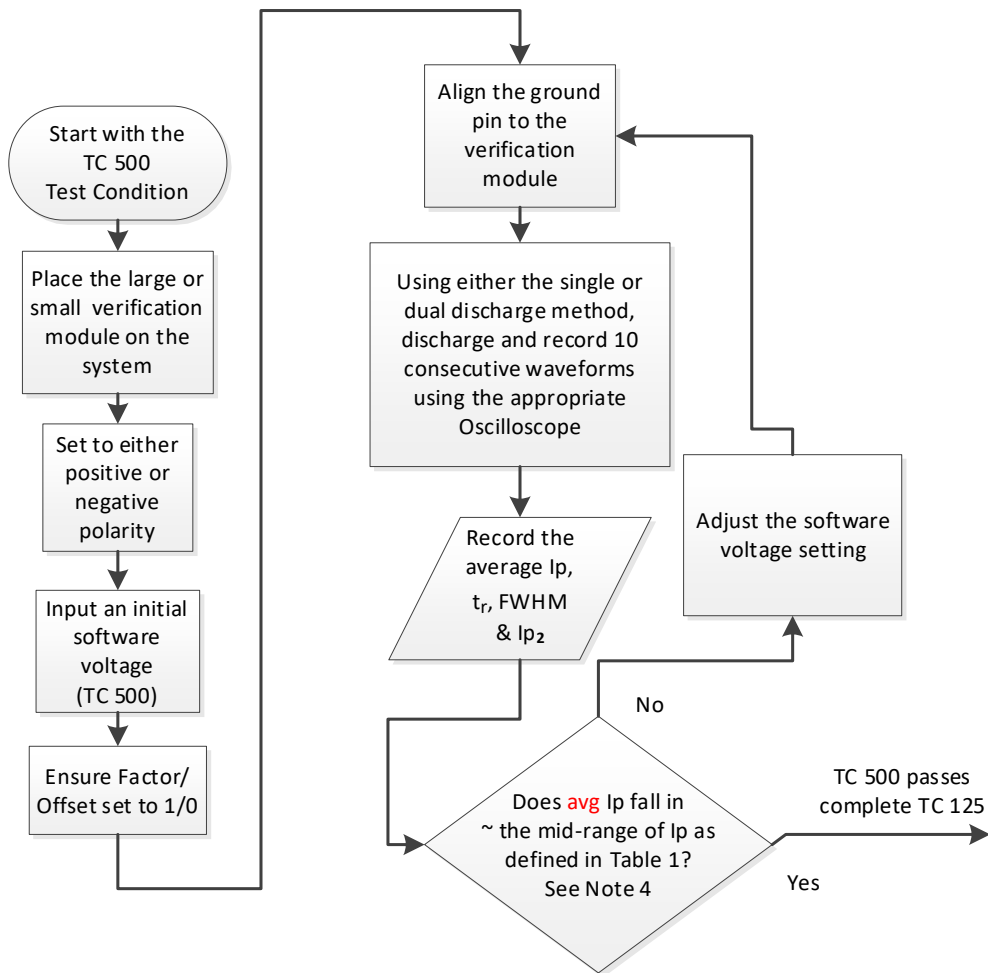 Start with the
TC 500
Test Condition
Place the large or
small verification
module on the
system
Set to either
positive or
negative
polarity
Input an initial
software
voltage
(TC 500)
Ensure Factor/
Offset set to 1/0
Align the ground
pin to the
verification
module
Using either the single or
dual discharge method,
discharge and record 10
consecutive waveforms
using the appropriate
Oscilloscope
Record the
average Ip,
tr, FWHM
& Ip2
Does avg Ip fall in
~ the mid-range of Ip as
defined in Table 1?
See Note 4
No
Adjust the software
voltage setting
Yes
TC 500 passes
complete TC 125